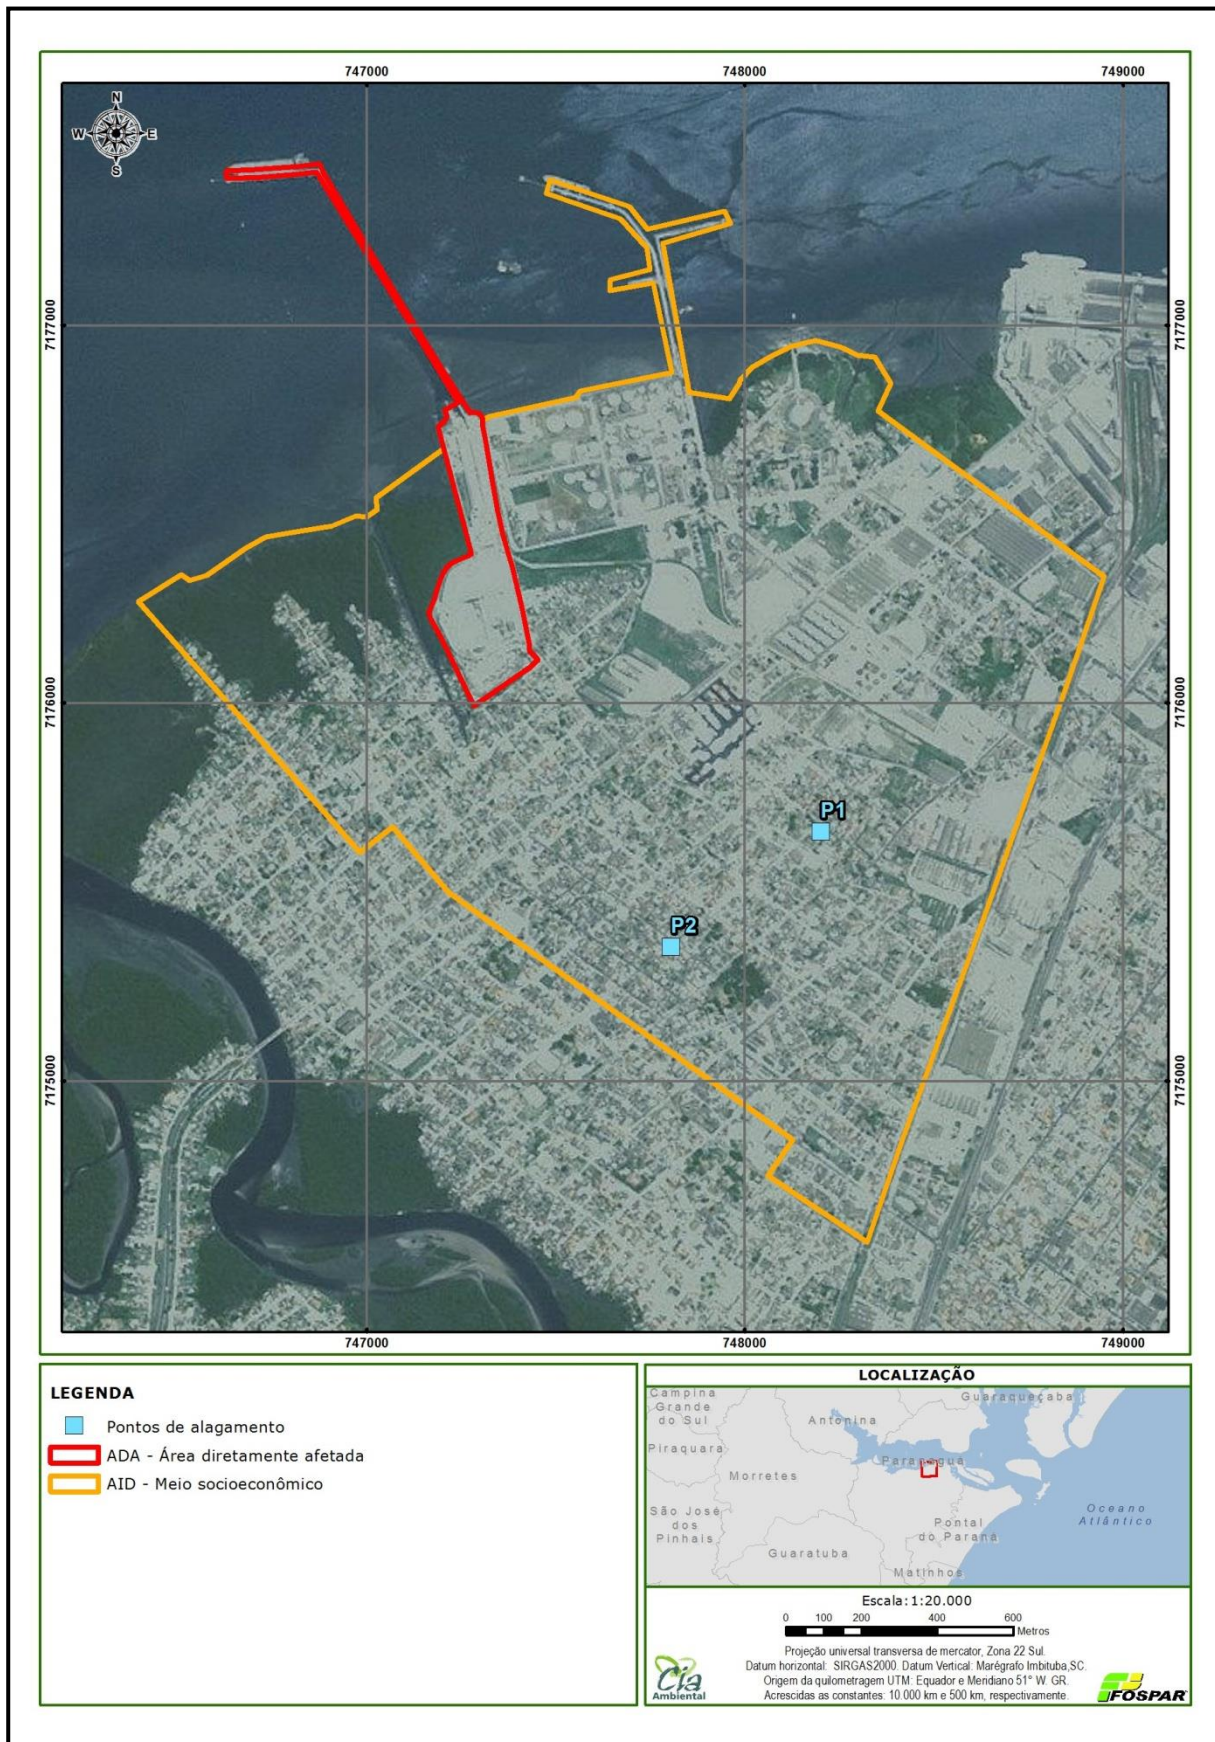 747000
748000
749000
N
W
E
S
7177000
7177000
7176000
7176000
P1
P2
7175000
7175000
747000
748000
749000
LEGENDA
Pontos de alagamento
ADA - Área diretamente afetada
AID - Meio socioeconômico
LOCALIZAÇÃO
Campina
Grande
do Sul
Guaraqueçaba
Antonina
Piraquara
Paranaguá
Morretes
São José
dos
Pinhais
Oceano
Atlântico
Pontal
do Paraná
Guaratuba
Matinhos
Escala:1:20.000
0 100 200 400 600
Metros
Projeção universal transversa de mercator, Zona 22 Sul.
Datum horizontal: SIRGAS2000. Datum Vertical: Marégrafo Imbituba,SC.
Origem da quilometragem UTM: Equador e Meridiano 51° W. GR.
Acrescidas as constantes: 10.000 km e 500 km, respectivamente.
Cia
Ambiental
FOSPAR